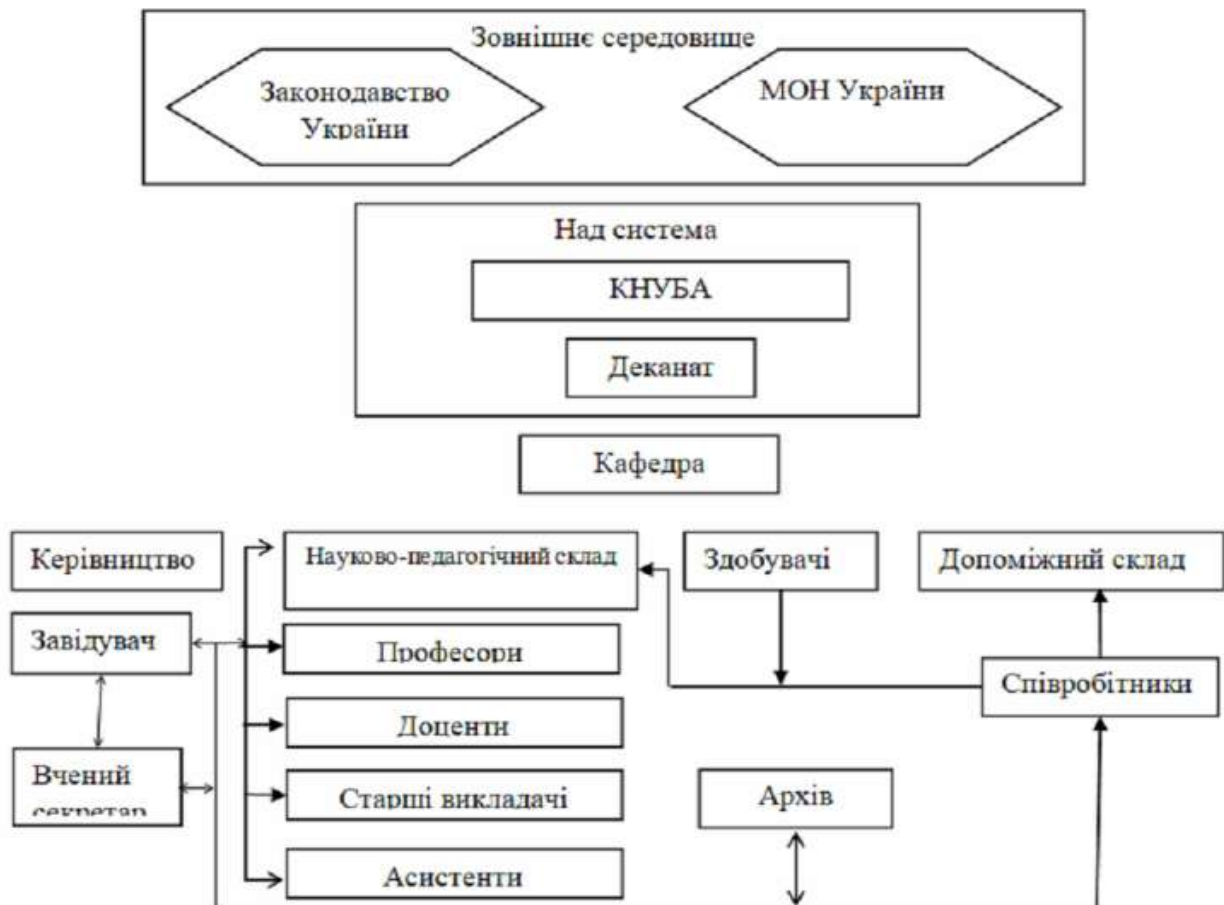 Зовнішнє середовище
Законодавство
України
МОН України
Над система
КНУБА
Деканат
Кафедра
Керівництво
Науково-педагогічний склад
Здобувачі
Допоміжний склад
Завідувач
Професори
Співробітники
Доценти
Вчений
секретар
Старші викладачі
Архів
Асистенти